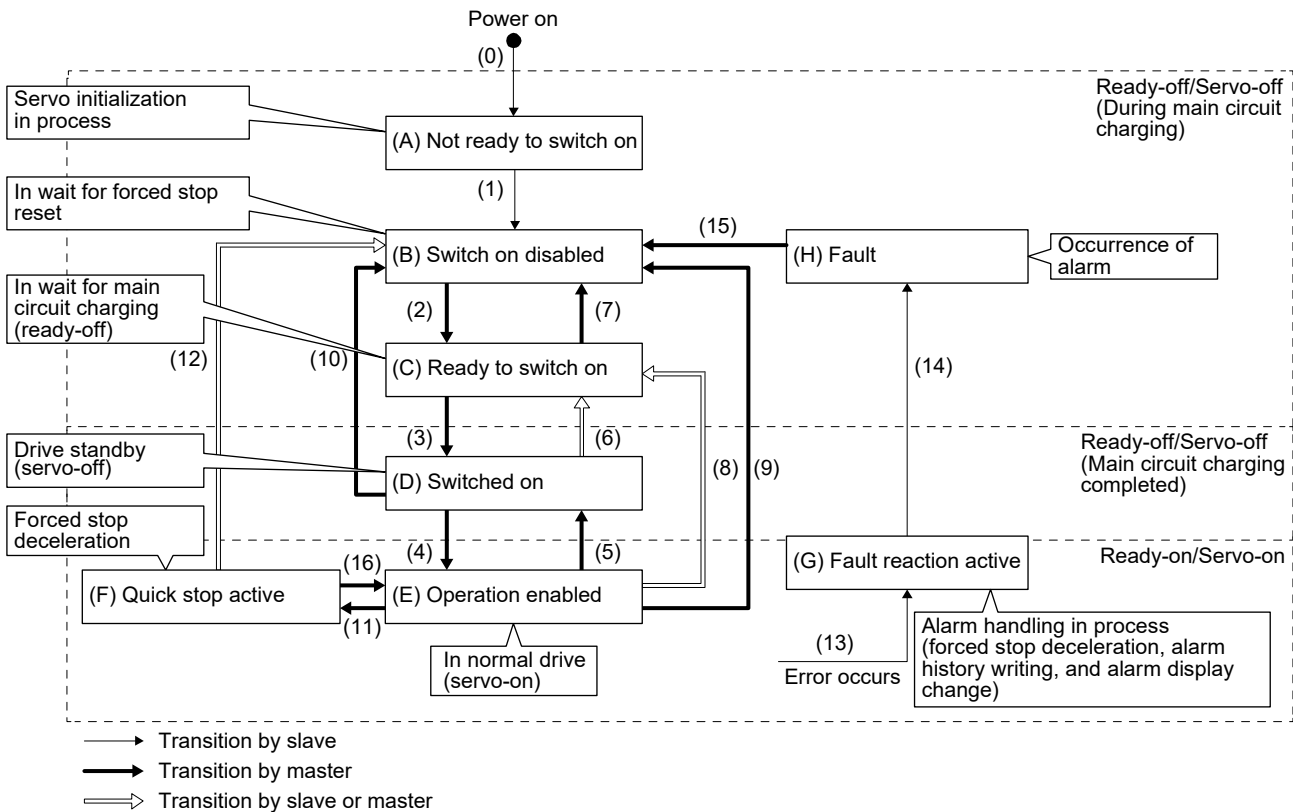 Power on
(0)
Ready-off/Servo-off
(During main circuit
charging)
Servo initialization
in process
(A) Not ready to switch on
(1)
In wait for forced stop
reset
(15)
(B) Switch on disabled
(H) Fault
Occurrence of
alarm
In wait for main
circuit charging
(ready-off)
(2)
(7)
(12)
(10)
(C) Ready to switch on
(14)
(3)
(6)
(8)
(9)
Ready-off/Servo-off
(Main circuit charging
completed)
Drive standby
(servo-off)
(D) Switched on
Forced stop
deceleration
(4)
(5)
(16)
(G) Fault reaction active
Ready-on/Servo-on
(F) Quick stop active
(E) Operation enabled
(11)
In normal drive
(servo-on)
(13)
Error occurs
Alarm handling in process
(forced stop deceleration, alarm
history writing, and alarm display
change)
Transition by slave
Transition by master
Transition by slave or master